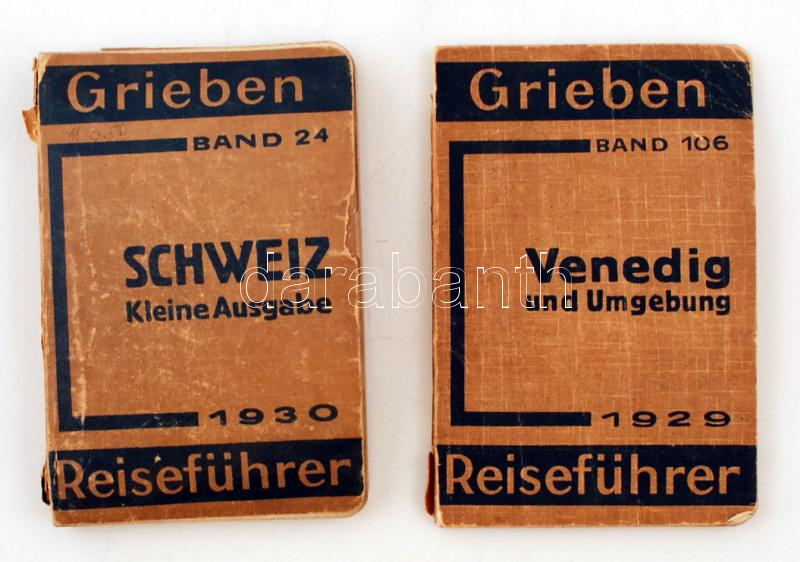 Grieben
BAND 24
SCHWEIZ
Kleine Ausgabe
1930
Reiseführer
Grieben
BAND 106
Venedig
und Umgebung
1929
Reiseführer
darabanth